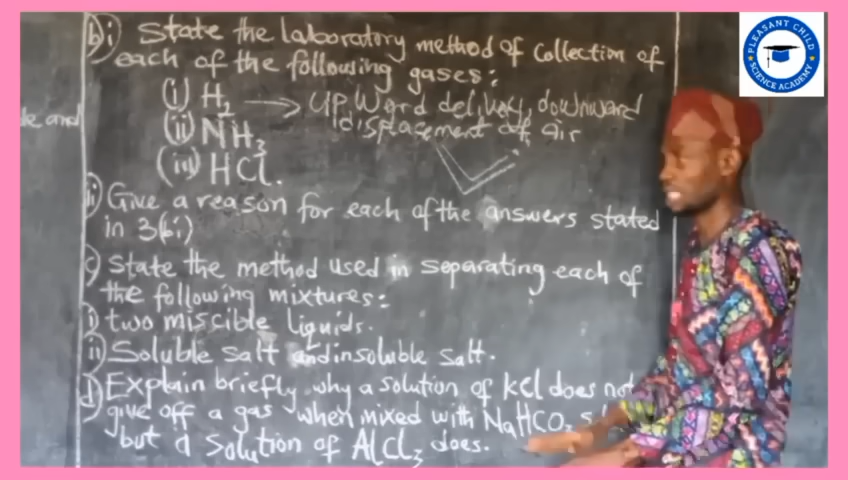 de and
b) i State the laboratory method of collection of
each of the following gases:
(i) H₂ → Upward delivery, downward
displacement of air
(ii) NH₃
(iii) HCl.
ii) Give a reason for each of the answers stated
in 3(bi)
c) State the method used in separating each of
the following mixtures:
i) two miscible liquids.
ii) Soluble salt and insoluble salt.
d) Explain briefly why a solution of kcl does not
give off a gas when mixed with NaHCO₃
but a solution of AlCl₃ does.
PLEASANT CHILD
SCIENCE ACADEMY